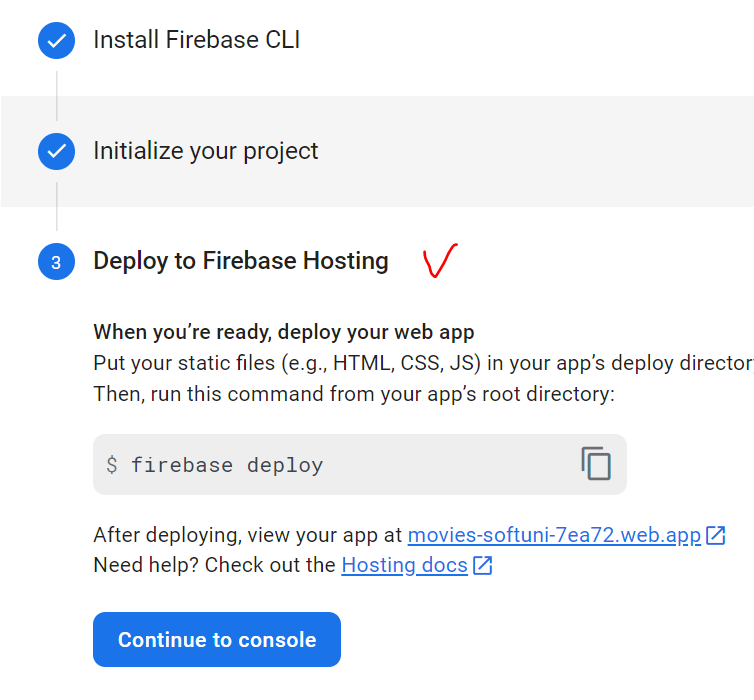 Install Firebase CLI
Initialize your project
3 Deploy to Firebase Hosting
When you're ready, deploy your web app
Put your static files (e.g., HTML, CSS, JS) in your app's deploy director
Then, run this command from your app's root directory:
$ firebase deploy
After deploying, view your app at movies-softuni-7ea72.web.app
Need help? Check out the Hosting docs
Continue to console